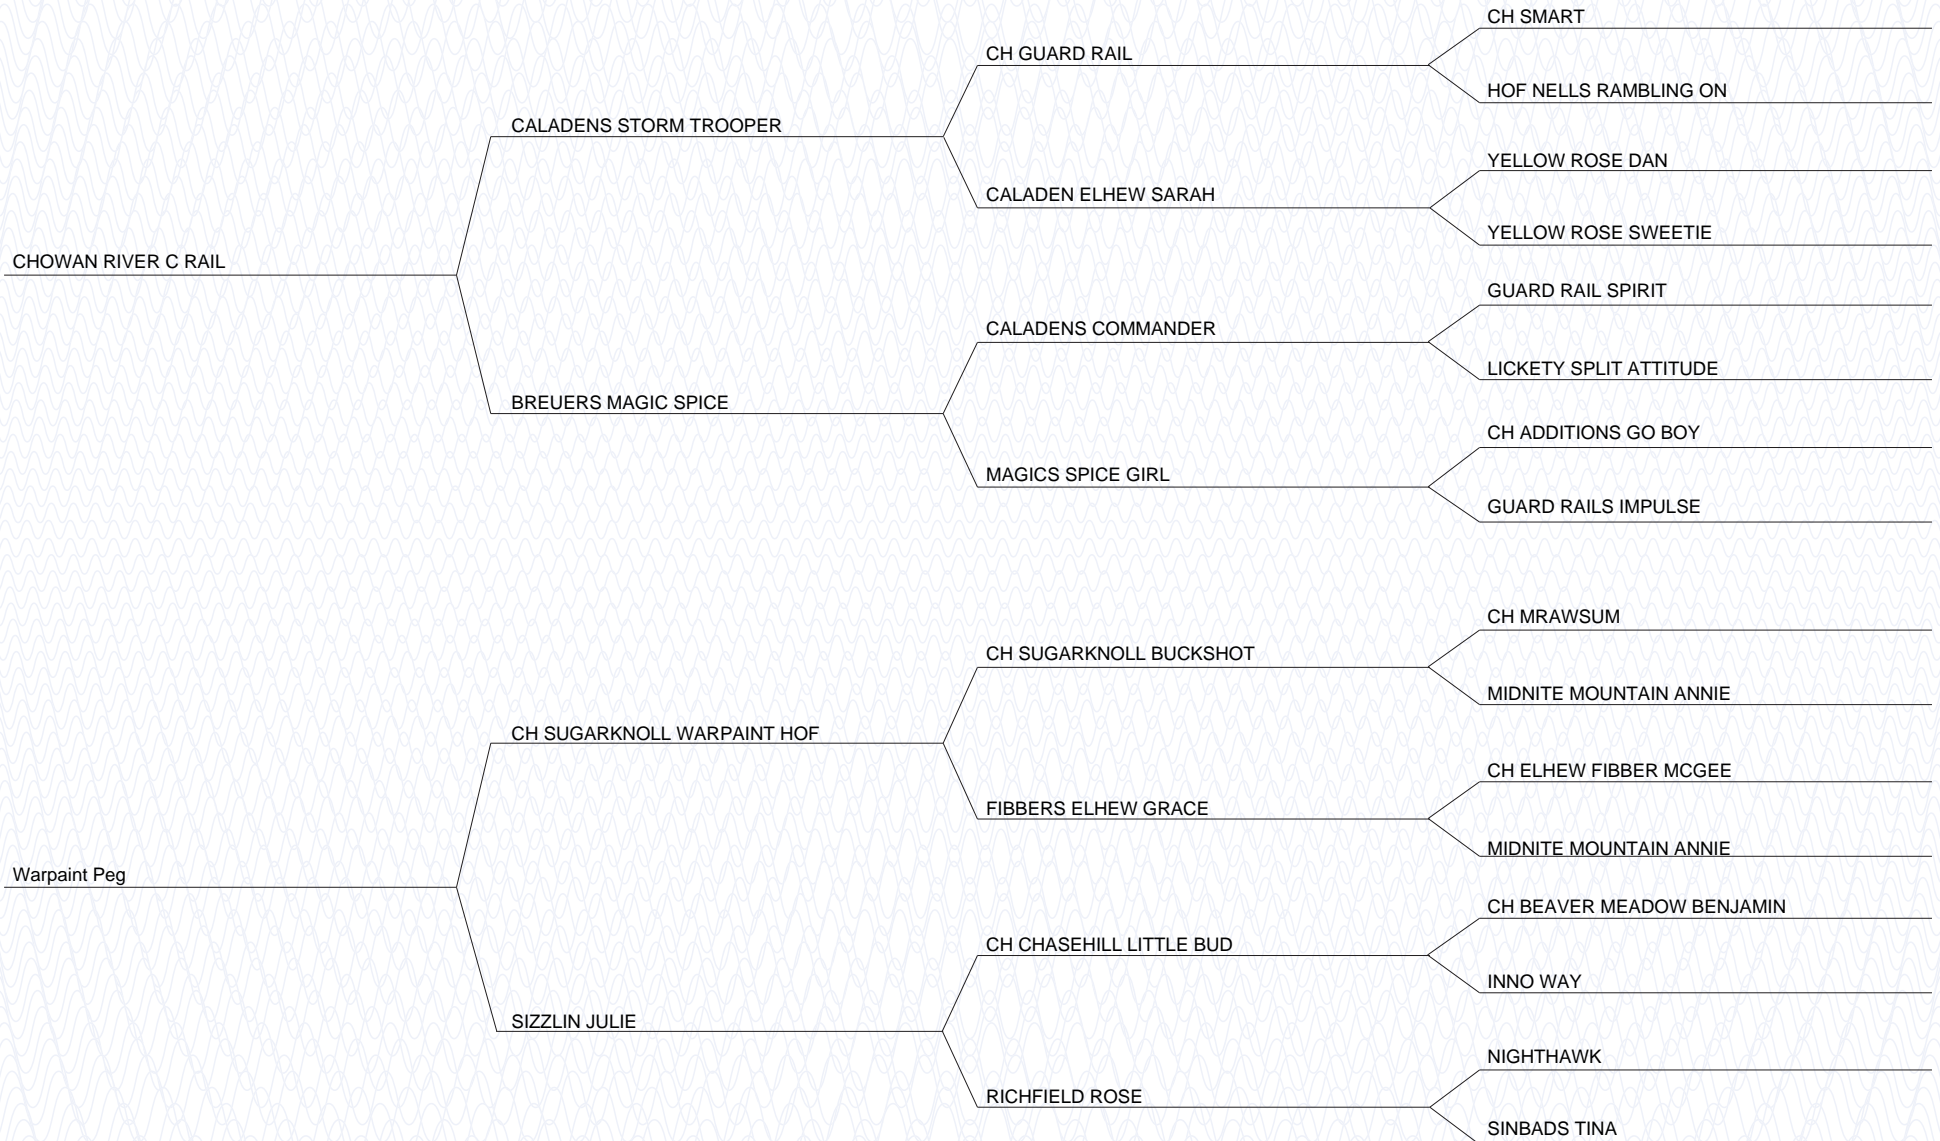 CH SMART
CH GUARD RAIL
HOF NELLS RAMBLING ON
CALADENS STORM TROOPER
YELLOW ROSE DAN
CALADEN ELHEW SARAH
YELLOW ROSE SWEETIE
CHOWAN RIVER C RAIL
GUARD RAIL SPIRIT
CALADENS COMMANDER
LICKETY SPLIT ATTITUDE
BREUERS MAGIC SPICE
CH ADDITIONS GO BOY
MAGICS SPICE GIRL
GUARD RAILS IMPULSE
CH MRAWSUM
CH SUGARKNOLL BUCKSHOT
MIDNITE MOUNTAIN ANNIE
CH SUGARKNOLL WARPAINT HOF
CH ELHEW FIBBER MCGEE
FIBBERS ELHEW GRACE
MIDNITE MOUNTAIN ANNIE
Warpaint Peg
CH BEAVER MEADOW BENJAMIN
CH CHASEHILL LITTLE BUD
INNO WAY
SIZZLIN JULIE
NIGHTHAWK
RICHFIELD ROSE
SINBADS TINA